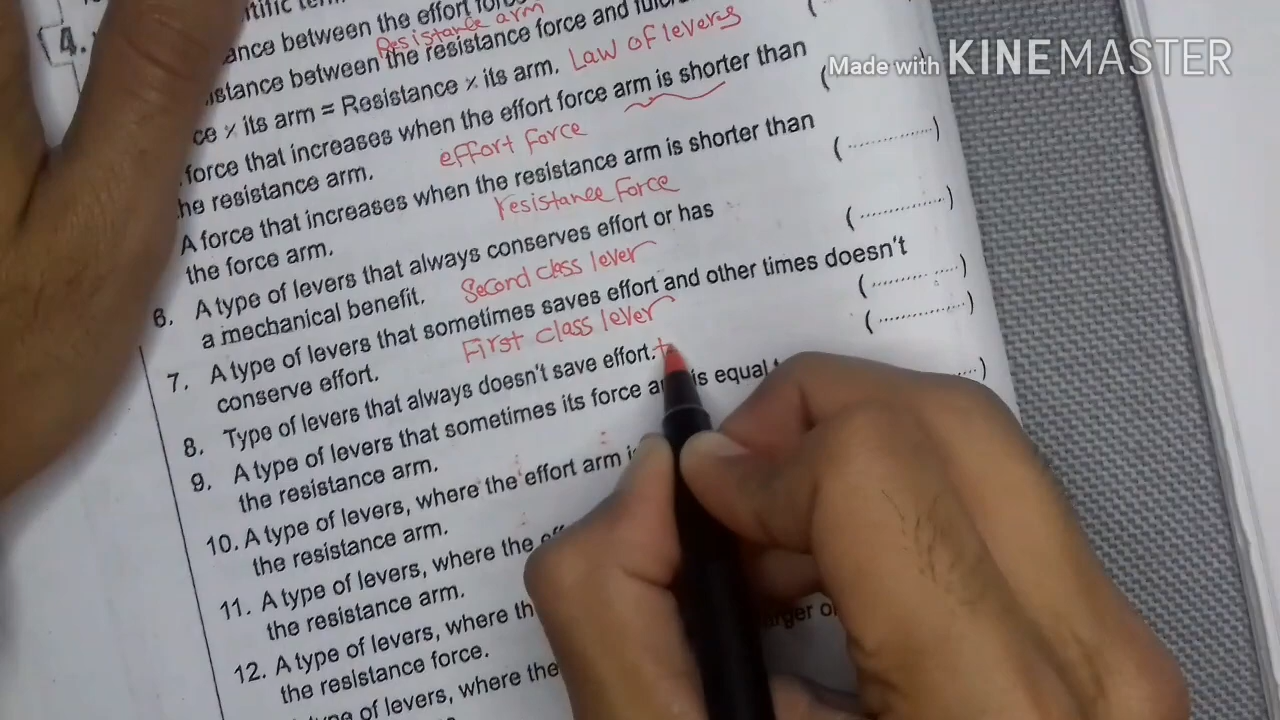 4.
ance between the effort
Resistance arm
istance between the resistance force and
ce × its arm = Resistance × its arm. Law of levers
force that increases when the effort force arm is shorter than
he resistance arm. effort force
A force that increases when the resistance arm is shorter than
the force arm. resistance force
6. A type of levers that always conserves effort or has
a mechanical benefit. Second class lever
7. A type of levers that sometimes saves effort and other times doesn't
conserve effort. First class lever
8. Type of levers that always doesn't save effort.
9. A type of levers that sometimes its force is equal
the resistance arm.
10. A type of levers, where the effort arm
the resistance arm.
11. A type of levers, where the
the resistance arm.
12. A type of levers, where
the resistance force.
of levers, where the
Made with KINEMASTER